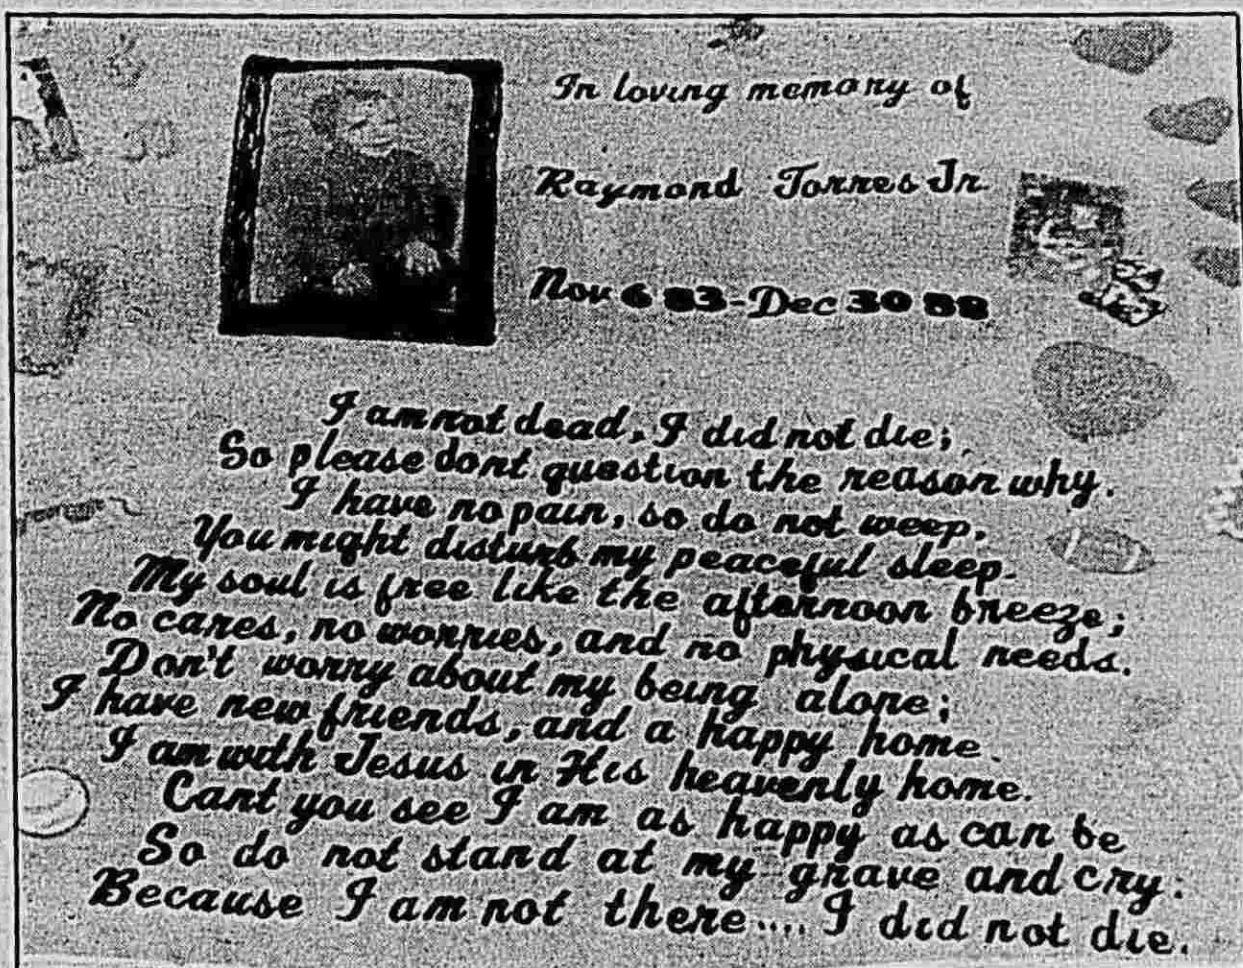 In loving memory of
Raymond Torres Jr.
Nov 6 83-Dec 30 88
I am not dead, I did not die;
So please dont question the reason why.
I have no pain, so do not weep.
You might disturb my peaceful sleep.
My soul is free like the afternoon breeze;
No cares, no worries, and no physical needs.
Don't worry about my being alone;
I have new friends, and a happy home.
I am with Jesus in His heavenly home.
Cant you see I am as happy as can be
So do not stand at my grave and cry:
Because I am not there.... I did not die.